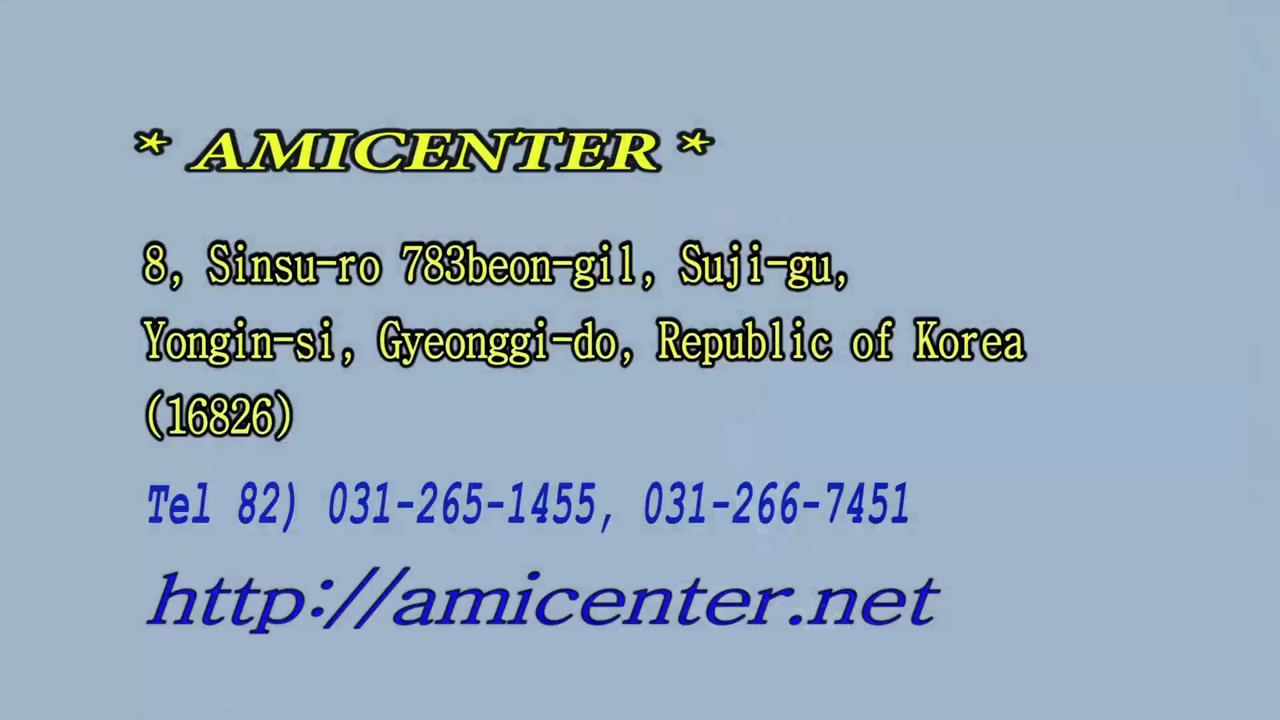 * AMICENTER *
8, Sinsu-ro 783beon-gil, Suji-gu,
Yongin-si, Gyeonggi-do, Republic of Korea
(16826)
Tel 82) 031-265-1455, 031-266-7451
http://amicenter.net